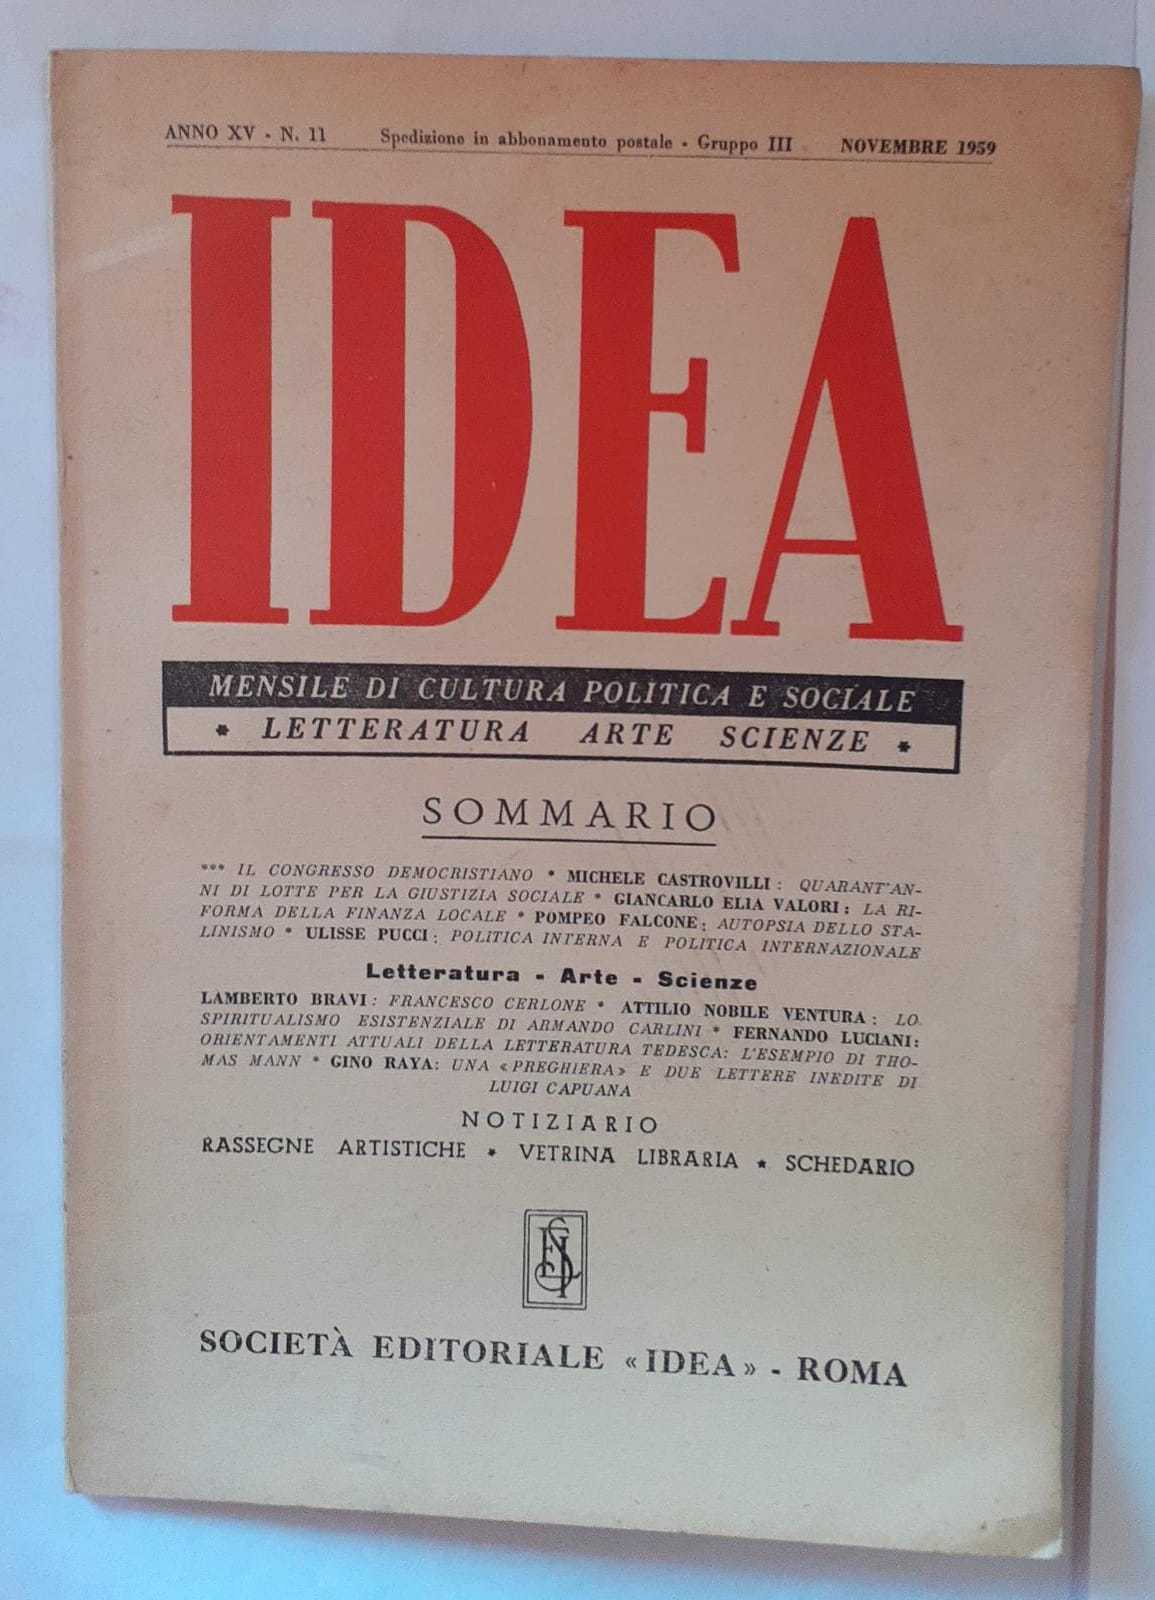 ANNO XV - N. 11 Spedizione in abbonamento postale - Gruppo III NOVEMBRE 1959
IDEA
MENSILE DI CULTURA POLITICA E SOCIALE
* LETTERATURA ARTE SCIENZE *
SOMMARIO
*** IL CONGRESSO DEMOCRISTIANO * MICHELE CASTROVILLI : QUARANT'AN-
NI DI LOTTE PER LA GIUSTIZIA SOCIALE * GIANCARLO ELIA VALORI : LA RI-
FORMA DELLA FINANZA LOCALE * POMPEO FALCONE : AUTOPSIA DELLO STA-
LINISMO * ULISSE PUCCI : POLITICA INTERNA E POLITICA INTERNAZIONALE
Letteratura - Arte - Scienze
LAMBERTO BRAVI : FRANCESCO CERLONE * ATTILIO NOBILE VENTURA : LO
SPIRITUALISMO ESISTENZIALE DI ARMANDO CARLINI * FERNANDO LUCIANI :
ORIENTAMENTI ATTUALI DELLA LETTERATURA TEDESCA: L'ESEMPIO DI THO-
MAS MANN * GINO RAYA : UNA «PREGHIERA» E DUE LETTERE INEDITE DI
LUIGI CAPUANA
NOTIZIARIO
RASSEGNE ARTISTICHE * VETRINA LIBRARIA * SCHEDARIO
SOCIETÀ EDITORIALE «IDEA» - ROMA